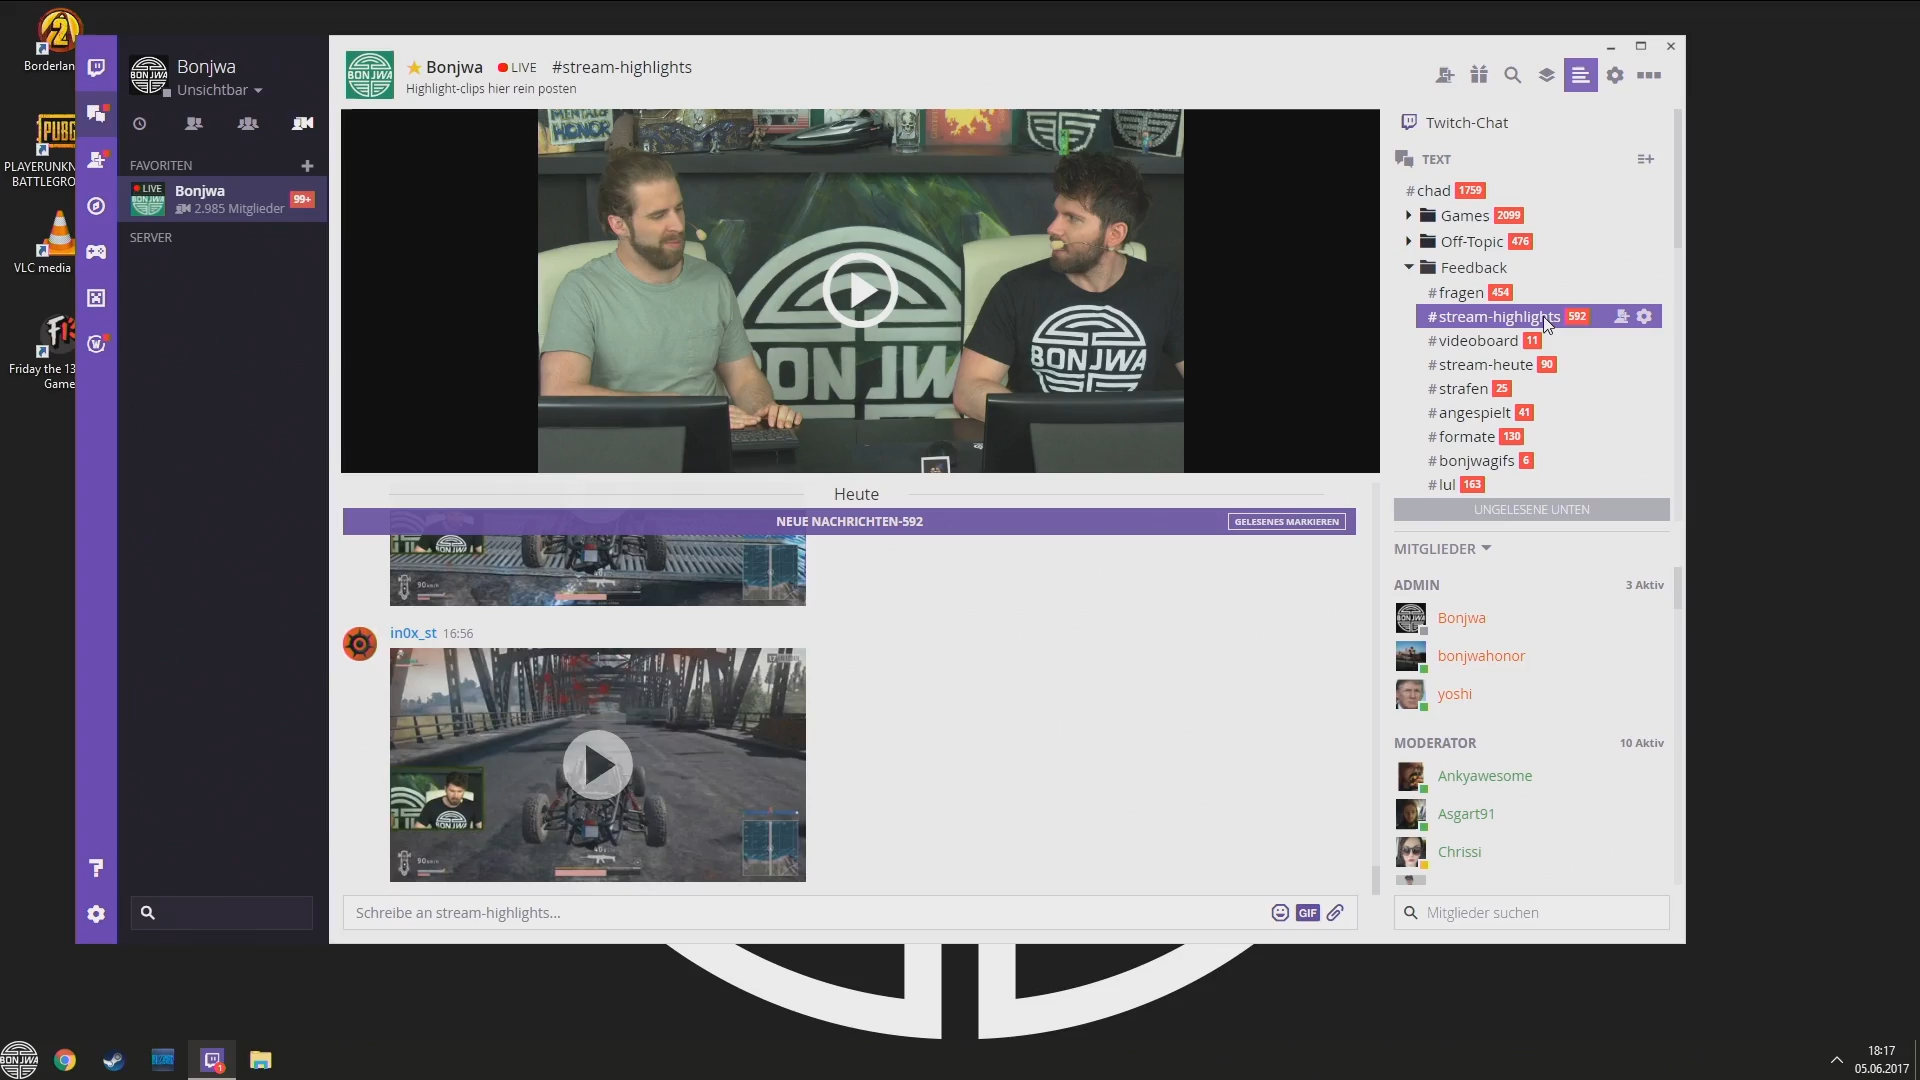 Borderlan
PUBG
PLAYERUNKN
BATTLEGRO
VLC media
Friday the 13
Game
Bonjwa
Unsichtbar
FAVORITEN
LIVE
Bonjwa
2.985 Mitglieder
99+
SERVER
Bonjwa LIVE #stream-highlights
Highlight-clips hier rein posten
HONOR
BONJWA
Heute
NEUE NACHRICHTEN-592
GELESENES MARKIEREN
in0x_st 16:56
Schreibe an stream-highlights...
GIF
Twitch-Chat
TEXT
#chad 1759
Games 2099
Off-Topic 476
Feedback
#fragen 454
#stream-highlights 592
#videoboard 11
#stream-heute 90
#strafen 25
#angespielt 41
#formate 130
#bonjwagifs 6
#lul 163
UNGELESENE UNTEN
MITGLIEDER
ADMIN 3 Aktiv
Bonjwa
bonjwahonor
yoshi
MODERATOR 10 Aktiv
Ankyawesome
Asgart91
Chrissi
Mitglieder suchen
BONJWA
1
18:17
05.06.2017